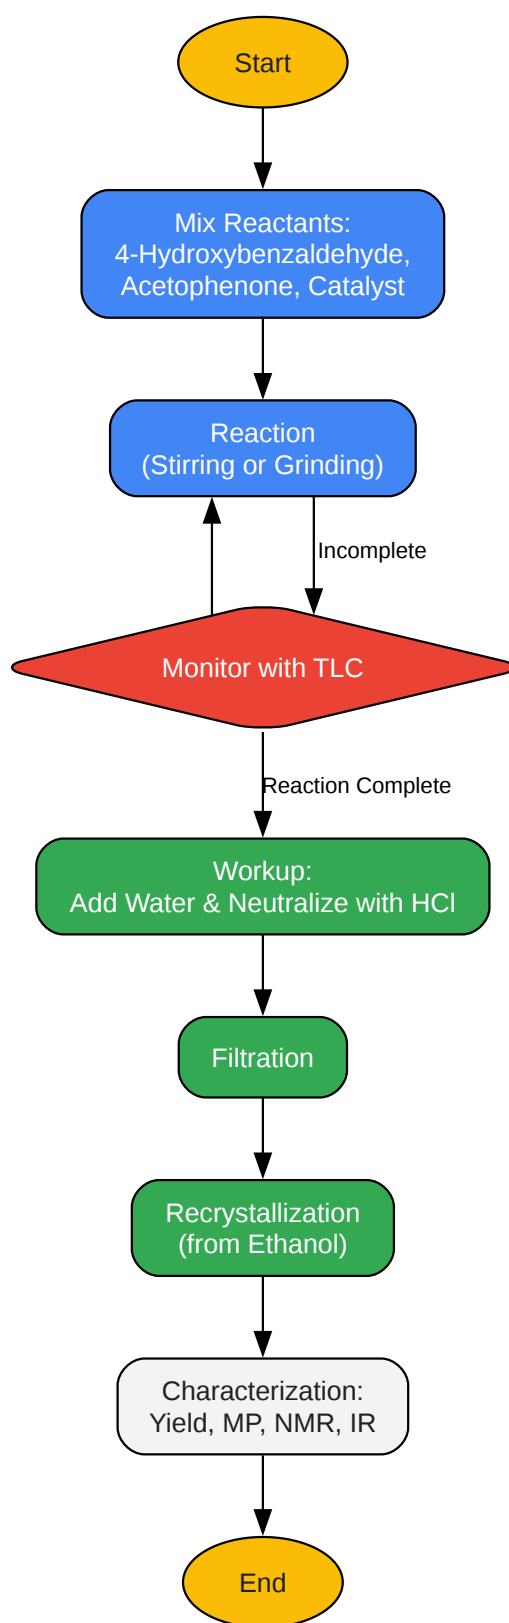 Start
Mix Reactants:
4-Hydroxybenzaldehyde,
Acetophenone, Catalyst
Reaction
(Stirring or Grinding)
Incomplete
Monitor with TLC
Reaction Complete
Workup:
Add Water & Neutralize with HCl
Filtration
Recrystallization
(from Ethanol)
Characterization:
Yield, MP, NMR, IR
End